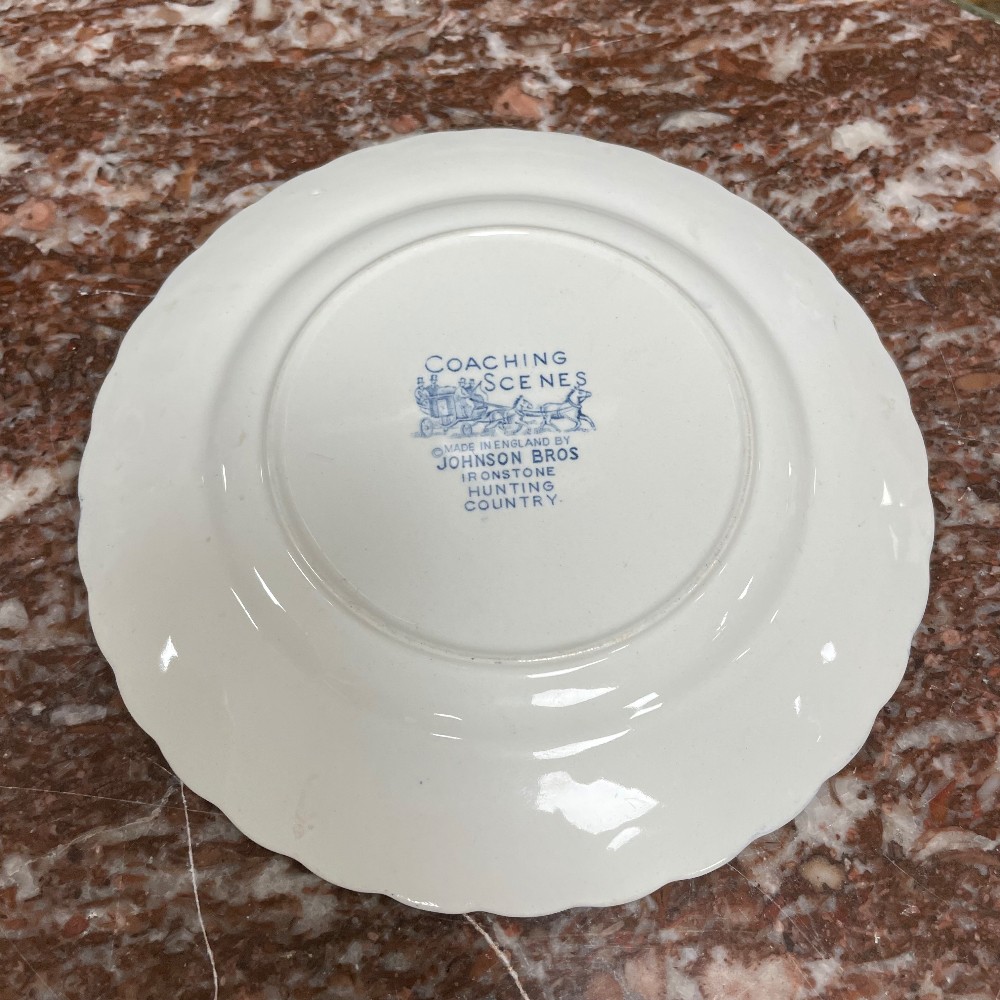 COACHING
SCENES
© MADE IN ENGLAND BY
JOHNSON BROS
IRONSTONE
HUNTING
COUNTRY.